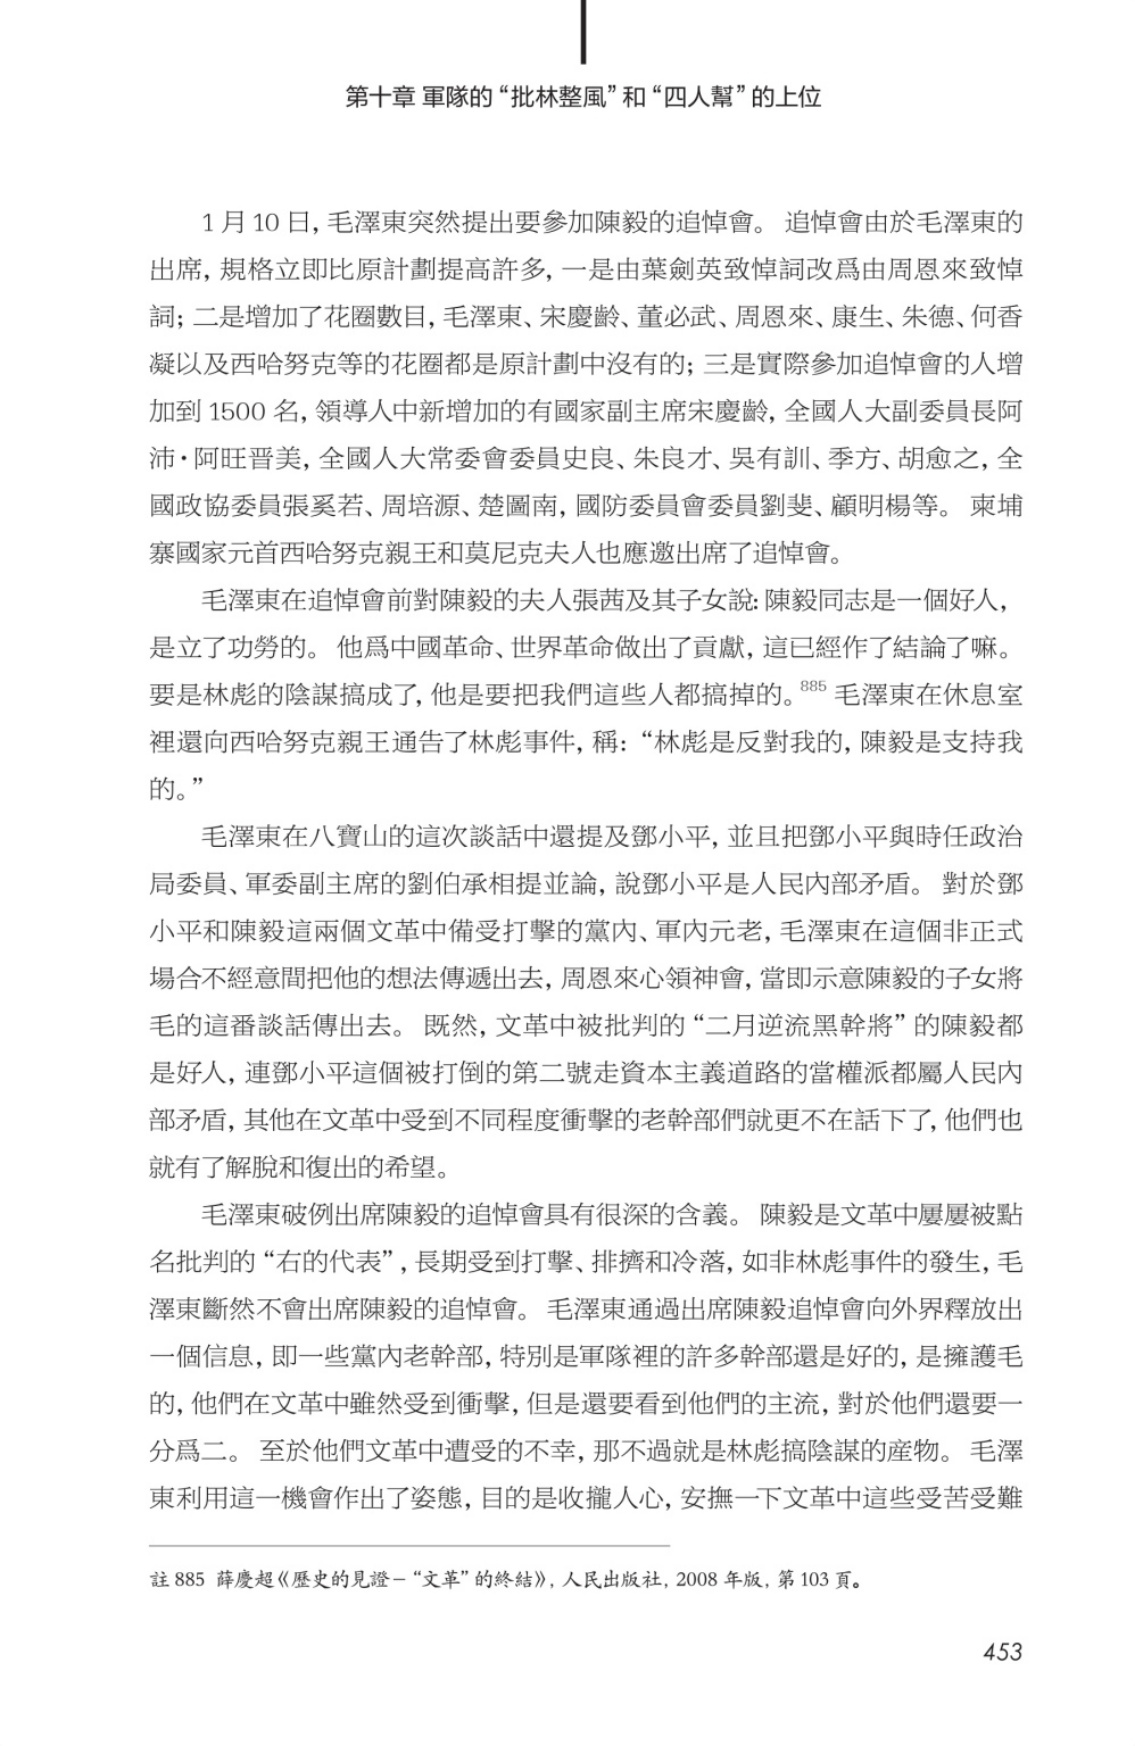 第十章 軍隊的“批林整風”和“四人幫”的上位
1月10日，毛澤東突然提出要參加陳毅的追悼會。 追悼會由於毛澤東的
出席，規格立即比原計劃提高許多，一是由葉劍英致悼詞改爲由周恩來致悼
詞；二是增加了花圈數目，毛澤東、宋慶齡、董必武、周恩來、康生、朱德、何香
凝以及西哈努克等的花圈都是原計劃中沒有的；三是實際參加追悼會的人增
加到 1500 名，領導人中新增加的有國家副主席宋慶齡，全國人大副委員長阿
沛·阿旺晋美，全國人大常委會委員史良、朱良才、吳有訓、季方、胡愈之，全
國政協委員張奚若、周培源、楚圖南，國防委員會委員劉斐、顧明楊等。 柬埔
寨國家元首西哈努克親王和莫尼克夫人也應邀出席了追悼會。
毛澤東在追悼會前對陳毅的夫人張茜及其子女說：陳毅同志是一個好人，
是立了功勞的。 他爲中國革命、世界革命做出了貢獻，這已經作了結論了嘛。
要是林彪的陰謀搞成了，他是要把我們這些人都搞掉的。885 毛澤東在休息室
裡還向西哈努克親王通告了林彪事件，稱：“林彪是反對我的，陳毅是支持我
的。”
毛澤東在八寶山的這次談話中還提及鄧小平，並且把鄧小平與時任政治
局委員、軍委副主席的劉伯承相提並論，說鄧小平是人民內部矛盾。 對於鄧
小平和陳毅這兩個文革中備受打擊的黨內、軍內元老，毛澤東在這個非正式
場合不經意間把他的想法傳遞出去，周恩來心領神會，當即示意陳毅的子女將
毛的這番談話傳出去。 既然，文革中被批判的“二月逆流黑幹將”的陳毅都
是好人，連鄧小平這個被打倒的第二號走資本主義道路的當權派都屬人民內
部矛盾，其他在文革中受到不同程度衝擊的老幹部們就更不在話下了，他們也
就有了解脫和復出的希望。
毛澤東破例出席陳毅的追悼會具有很深的含義。 陳毅是文革中屢屢被點
名批判的“右的代表”，長期受到打擊、排擠和冷落，如非林彪事件的發生，毛
澤東斷然不會出席陳毅的追悼會。 毛澤東通過出席陳毅追悼會向外界釋放出
一個信息，即一些黨內老幹部，特別是軍隊裡的許多幹部還是好的，是擁護毛
的，他們在文革中雖然受到衝擊，但是還要看到他們的主流，對於他們還要一
分爲二。 至於他們文革中遭受的不幸，那不過就是林彪搞陰謀的産物。 毛澤
東利用這一機會作出了姿態，目的是收攏人心，安撫一下文革中這些受苦受難
註 885 薛慶超《歷史的見證－“文革”的終結》，人民出版社，2008 年版，第 103 頁。
453